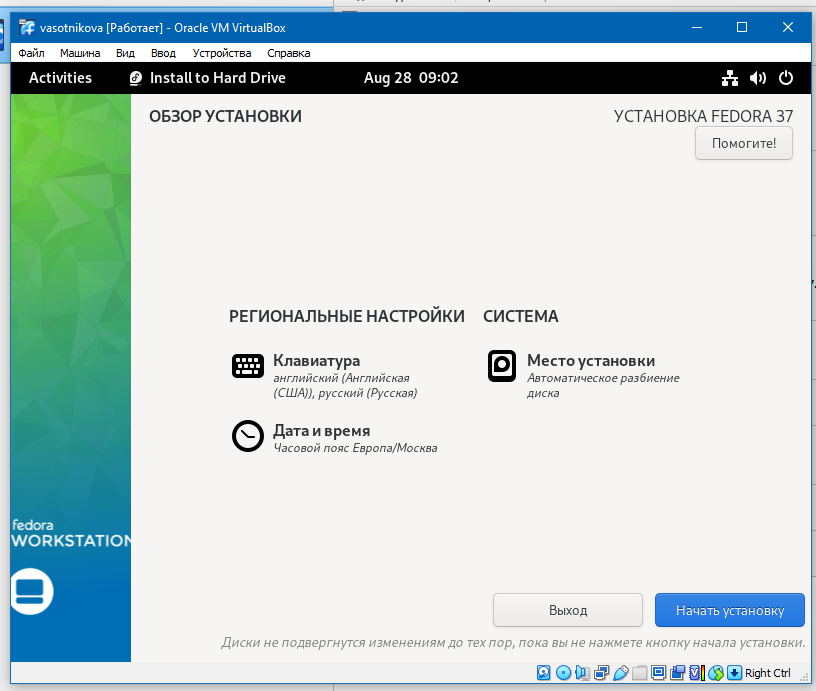 vasotnikova [Работает] - Oracle VM VirtualBox
Файл Машина Вид Ввод Устройства Справка
Activities Install to Hard Drive Aug 28 09:02
ОБЗОР УСТАНОВКИ УСТАНОВКА FEDORA 37
Помогите!
РЕГИОНАЛЬНЫЕ НАСТРОЙКИ СИСТЕМА
Клавиатура
английский (Английская
(США)), русский (Русская)
Место установки
Автоматическое разбиение
диска
Дата и время
Часовой пояс Европа/Москва
fedora
WORKSTATION
Выход Начать установку
Диски не подвергнутся изменениям до тех пор, пока вы не нажмете кнопку начала установки.
Right Ctrl